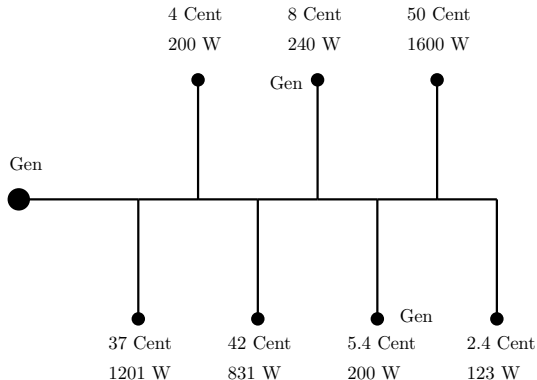 4 Cent
200 W
8 Cent
240 W
50 Cent
1600 W
Gen
Gen
Gen
37 Cent
1201 W
42 Cent
831 W
5.4 Cent
200 W
2.4 Cent
123 W